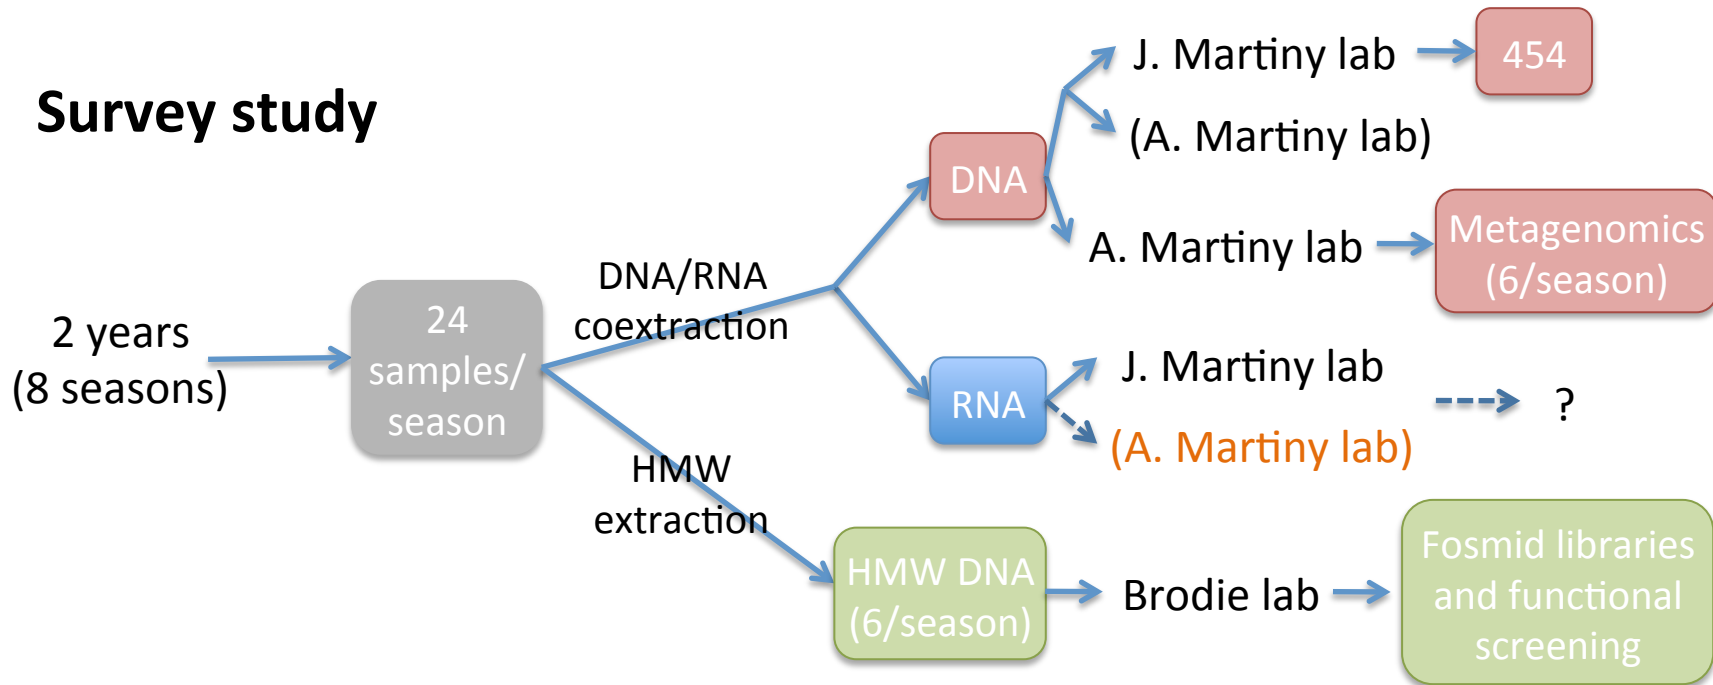 Survey study
2 years
(8 seasons)
24
samples/
season
DNA/RNA
coextraction
HMW
extraction
DNA
J. Martiny lab
454
(A. Martiny lab)
A. Martiny lab
Metagenomics
(6/season)
RNA
J. Martiny lab
(A. Martiny lab)
?
HMW DNA
(6/season)
Brodie lab
Fosmid libraries
and functional
screening